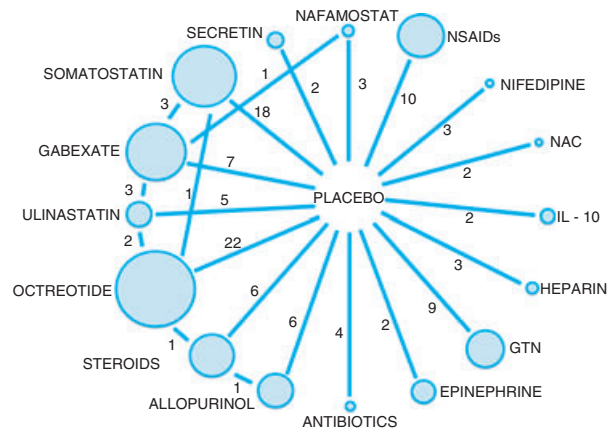 NAFAMOSTAT
SECRETIN
NSAIDs
SOMATOSTATIN
1
2
3
10
NIFEDIPINE
3
18
3
NAC
GABEXATE
7
2
3
1
5
PLACEBO
ULINASTATIN
2
IL - 10
2
22
3
OCTREOTIDE
6
9
HEPARIN
6
4
2
1
GTN
STEROIDS
1
ALLOPURINOL
EPINEPHRINE
ANTIBIOTICS